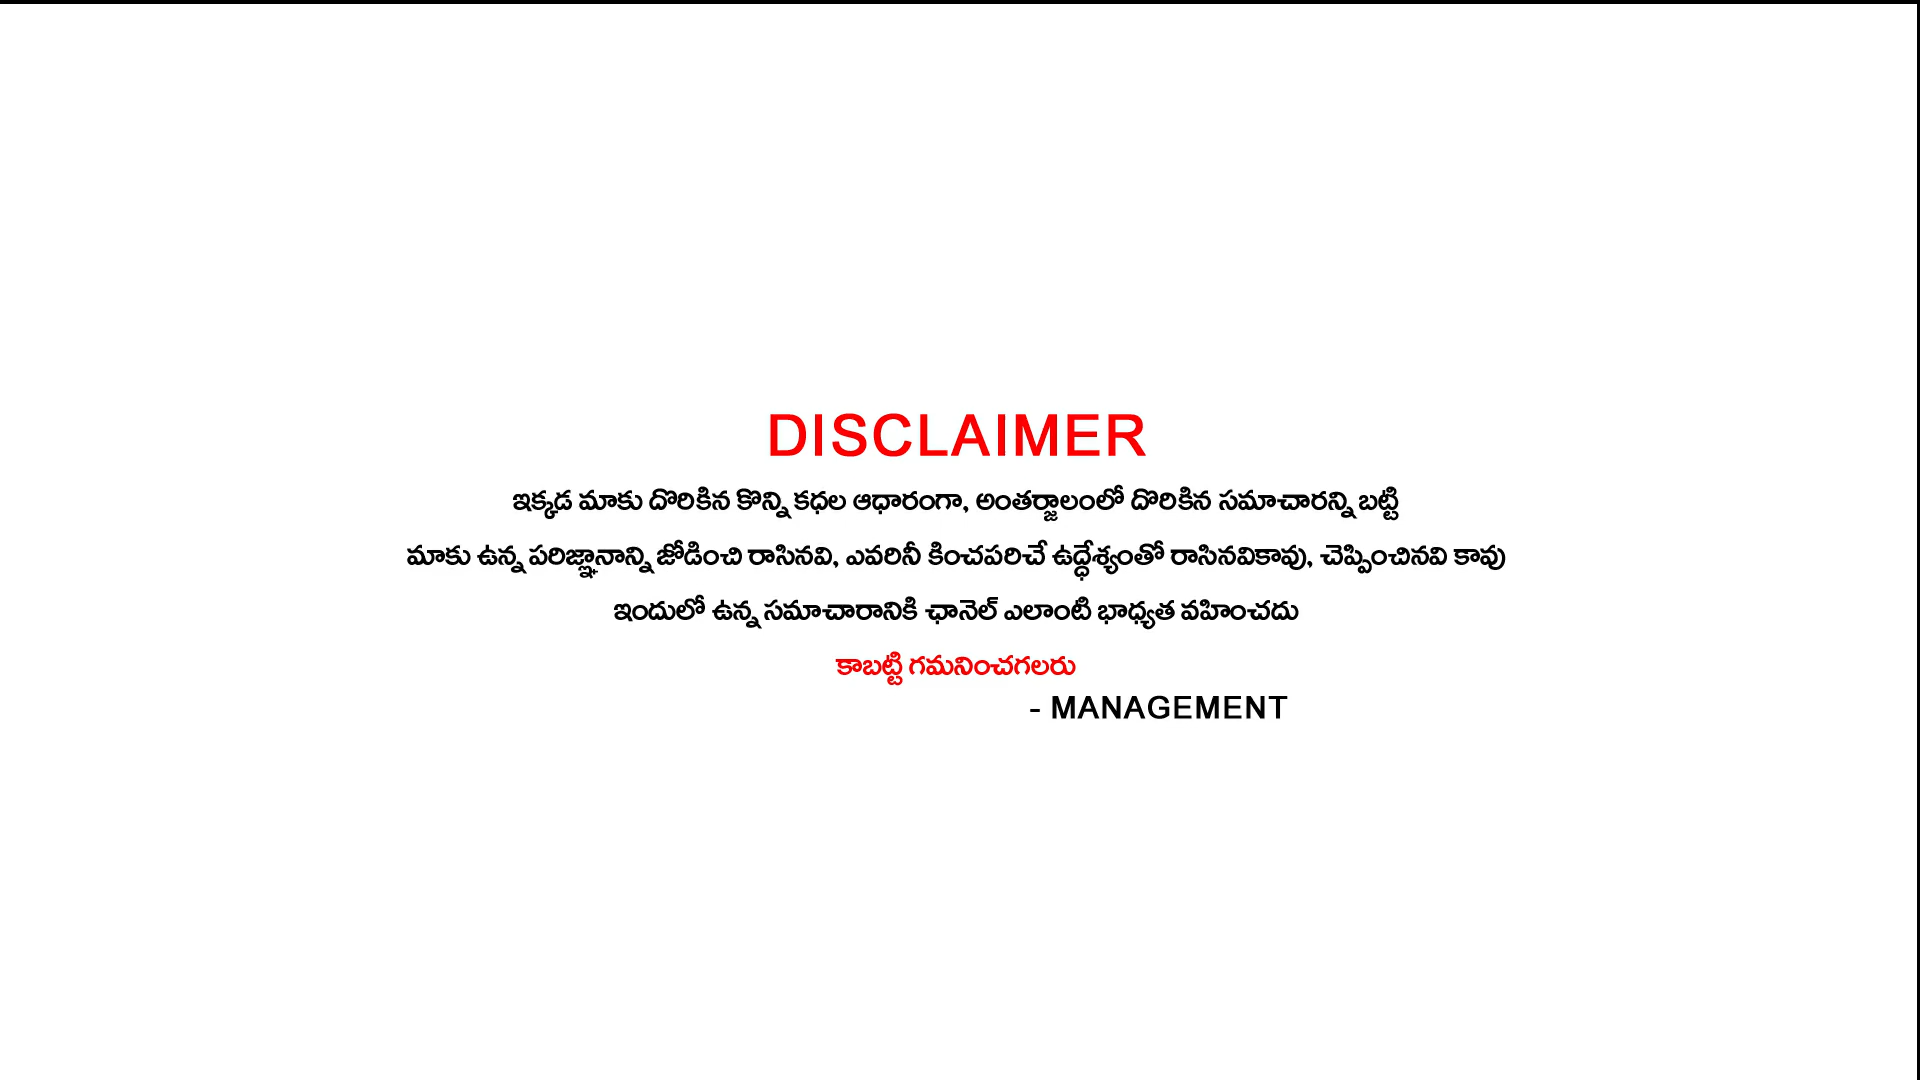 DISCLAIMER
ఇక్కడ మాకు దొరికిన కొన్ని కధల ఆధారంగా, అంతర్జాలంలో దొరికిన సమాచారన్ని బట్టి
మాకు ఉన్న పరిజ్ఞానాన్ని జోడించి రాసినవి, ఎవరినీ కించపరిచే ఉద్ధేశ్యంతో రాసినవికావు, చెప్పించినవి కావు
ఇందులో ఉన్న సమాచారానికి ఛానెల్ ఎలాంటి భాధ్యత వహించదు
కాబట్టి గమనించగలరు
- MANAGEMENT